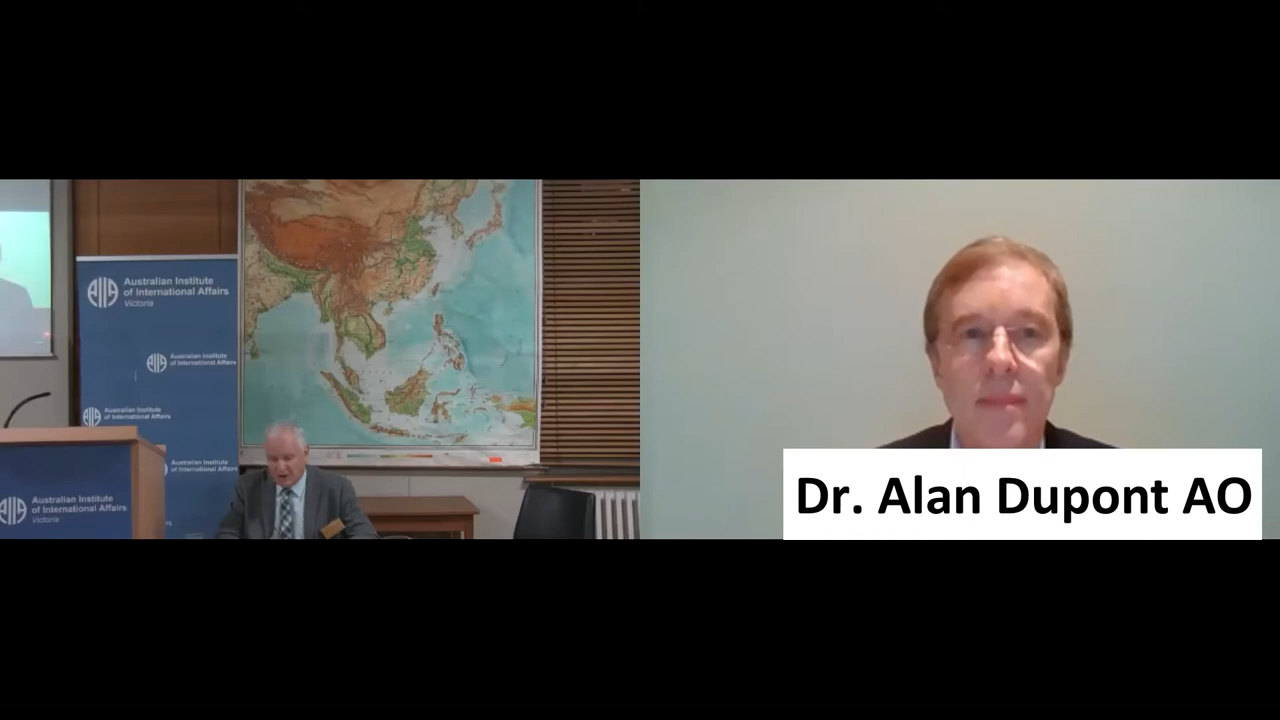 Australian Institute
of International Affairs
Victoria
Australian Institute
of International Affairs
Australian Institute
of International Affairs
Australian Institute
of International Affairs
Australian Institute
of International Affairs
Victoria
Dr. Alan Dupont AO